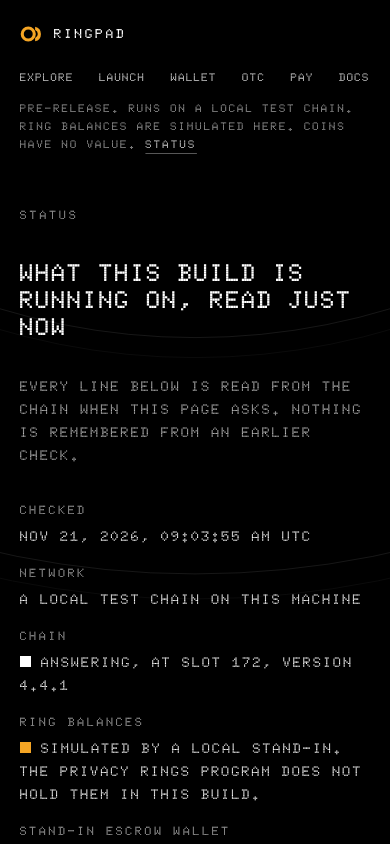 RINGPAD
EXPLORE LAUNCH WALLET OTC PAY DOCS
PRE-RELEASE. RUNS ON A LOCAL TEST CHAIN.
RING BALANCES ARE SIMULATED HERE. COINS
HAVE NO VALUE. STATUS
STATUS
WHAT THIS BUILD IS
RUNNING ON, READ JUST
NOW
EVERY LINE BELOW IS READ FROM THE
CHAIN WHEN THIS PAGE ASKS. NOTHING
IS REMEMBERED FROM AN EARLIER
CHECK.
CHECKED
NOV 21, 2026, 09:03:55 AM UTC
NETWORK
A LOCAL TEST CHAIN ON THIS MACHINE
CHAIN
ANSWERING, AT SLOT 172, VERSION
4.4.1
RING BALANCES
SIMULATED BY A LOCAL STAND-IN.
THE PRIVACY RINGS PROGRAM DOES NOT
HOLD THEM IN THIS BUILD.
STAND-IN ESCROW WALLET